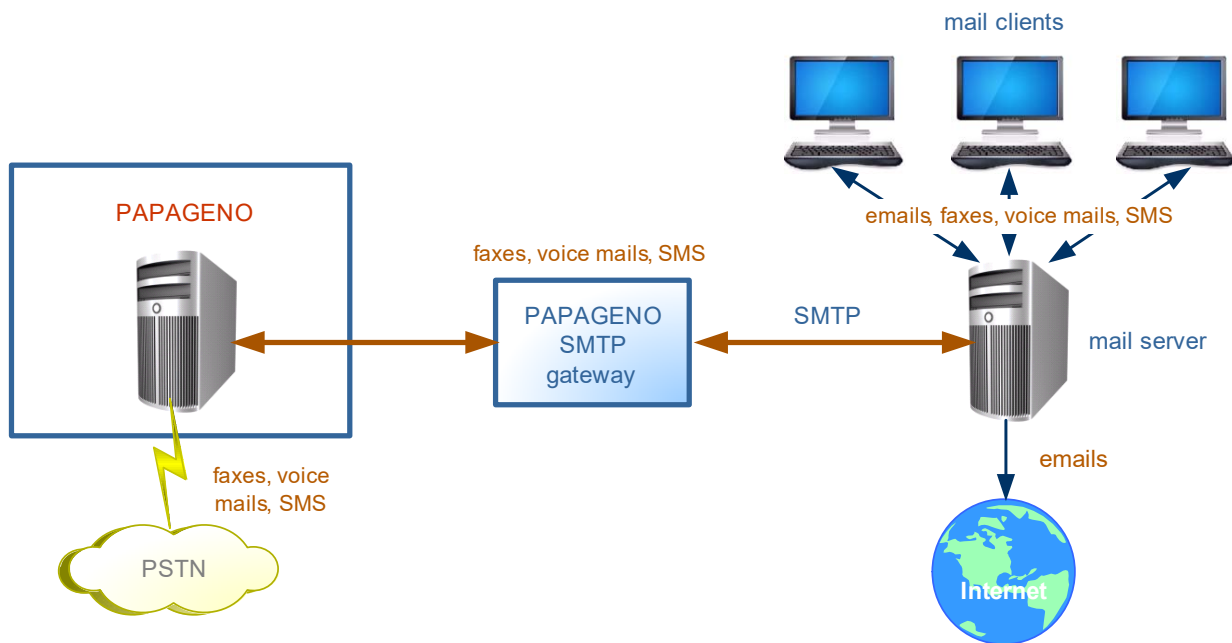 mail clients
PAPAGENO
emails, faxes, voice mails, SMS
faxes, voice mails, SMS
PAPAGENO
SMTP
gateway
SMTP
mail server
faxes, voice
mails, SMS
emails
PSTN
Internet